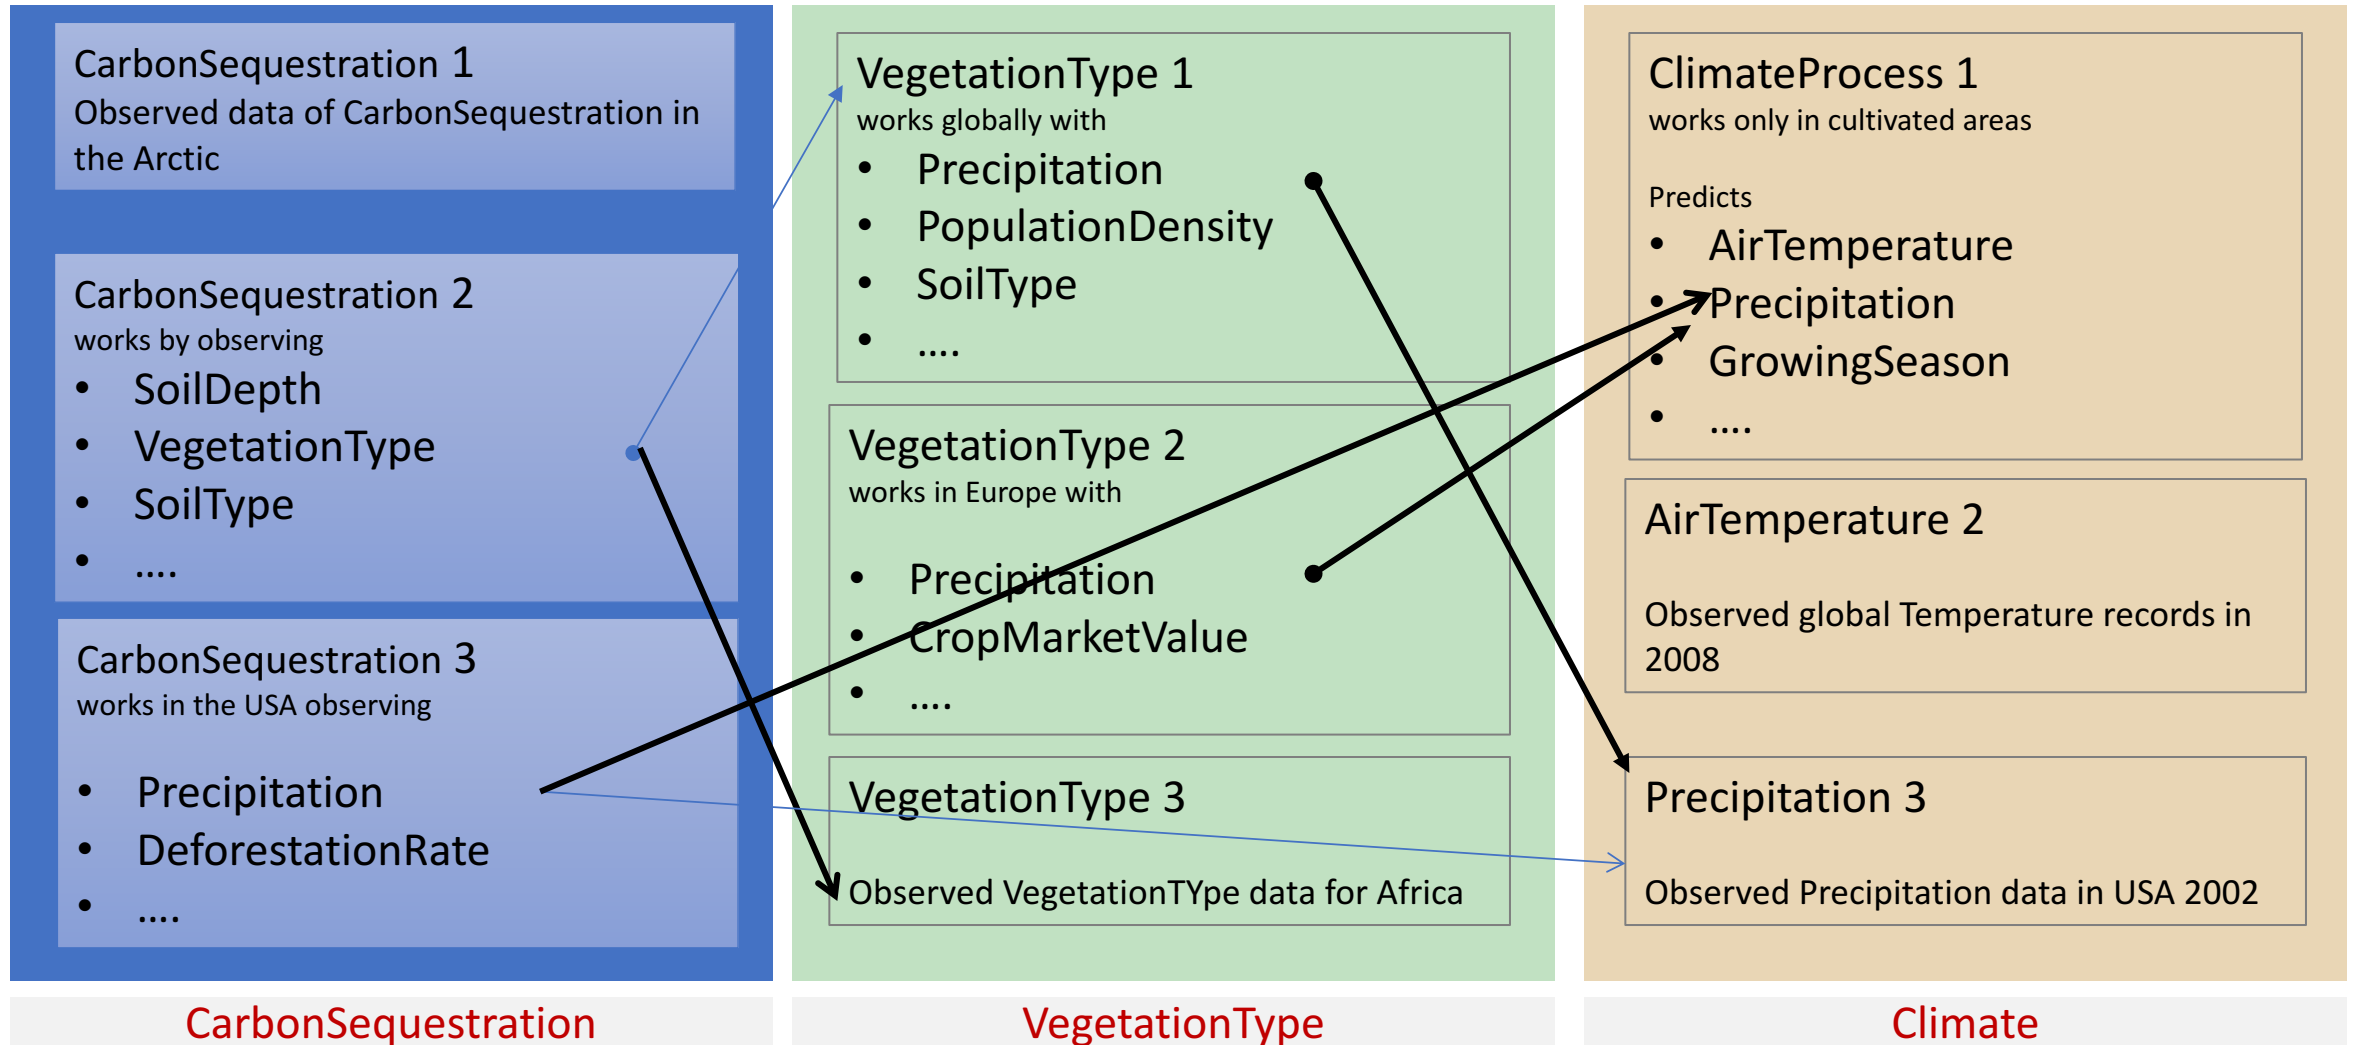 CarbonSequestration 1
Observed data of CarbonSequestration in
the Arctic
CarbonSequestration 2
works by observing
• SoilDepth
• VegetationType
• SoilType
• ....
CarbonSequestration 3
works in the USA observing
• Precipitation
• DeforestationRate
• ....
CarbonSequestration
VegetationType 1
works globally with
• Precipitation
• PopulationDensity
• SoilType
• ....
VegetationType 2
works in Europe with
• Precipitation
• CropMarketValue
• ....
VegetationType 3
Observed VegetationTYpe data for Africa
VegetationType
ClimateProcess 1
works only in cultivated areas
Predicts
• AirTemperature
• Precipitation
• GrowingSeason
• ....
AirTemperature 2
Observed global Temperature records in
2008
Precipitation 3
Observed Precipitation data in USA 2002
Climate